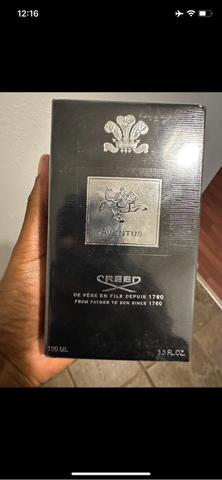 12:16
AVENTUS
CREED
DE PÈRE EN FILS DEPUIS 1760
FROM FATHER TO SON SINCE 1760
100 ML
3.3 FL.OZ.